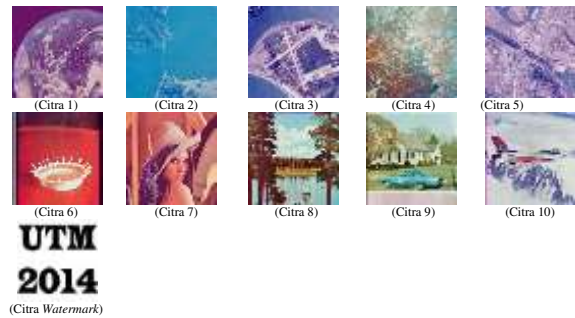 (Citra 1) (Citra 2) (Citra 3) (Citra 4) (Citra 5)
(Citra 6) (Citra 7) (Citra 8) (Citra 9) (Citra 10)
UTM
2014
(Citra Watermark)